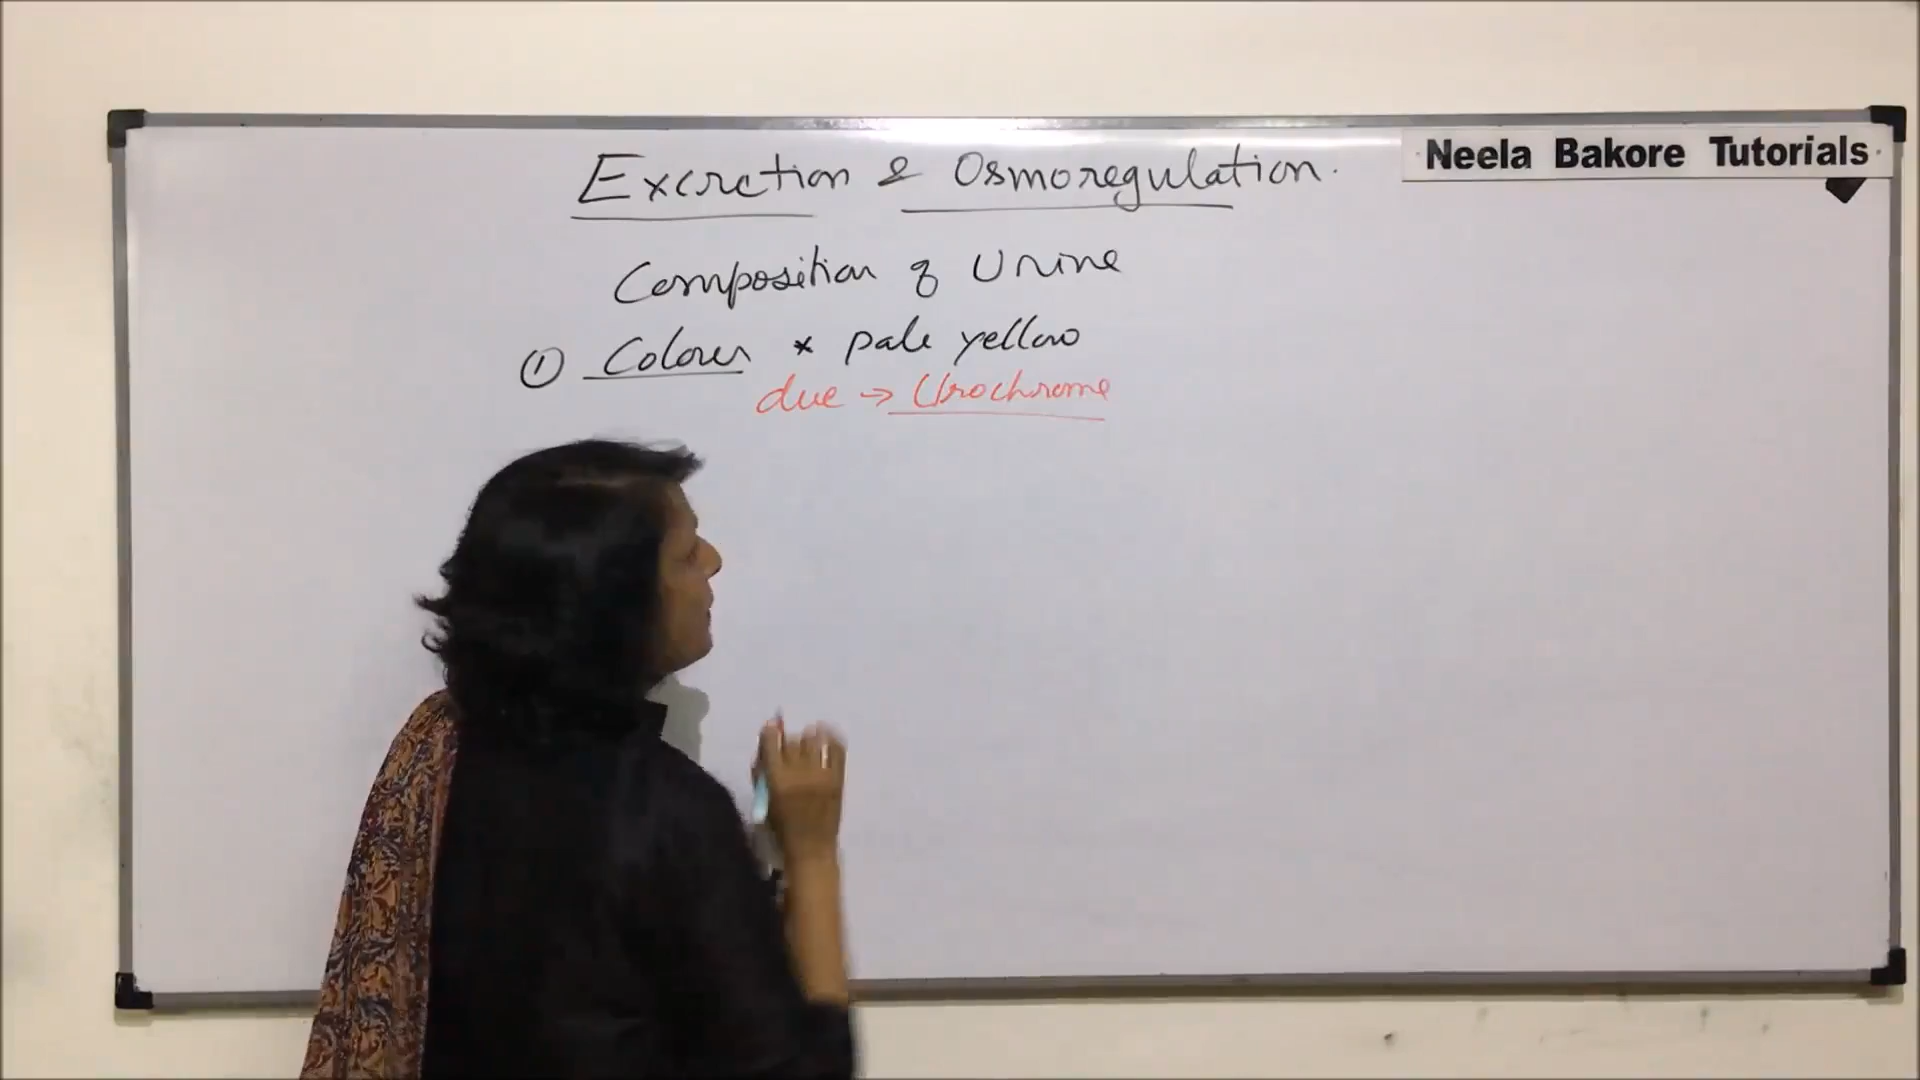 Excretion & Osmoregulation.
Neela Bakore Tutorials
Composition of Urine
① Colour * pale yellow
due → Urochrome